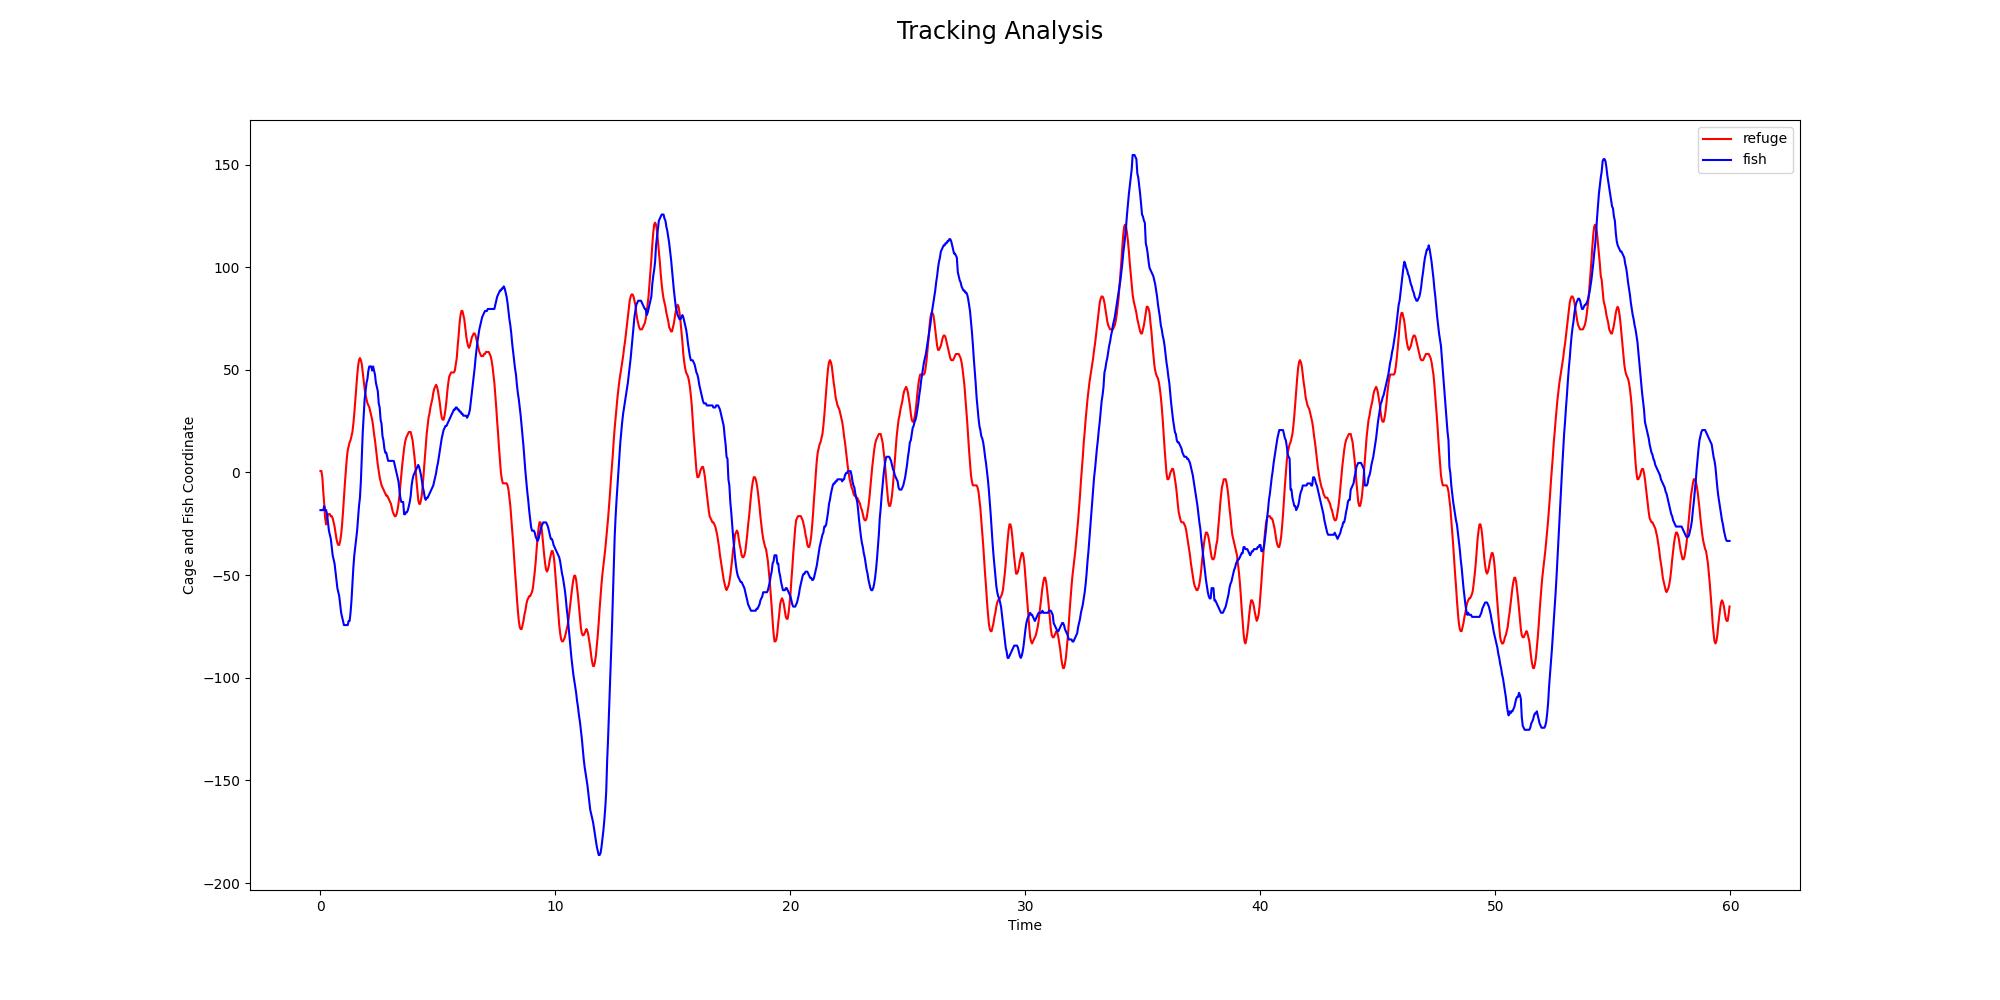 Tracking Analysis
refuge
fish
Cage and Fish Coordinate
150
100
50
0
−50
−100
−150
−200
0 10 20 30 40 50 60
Time